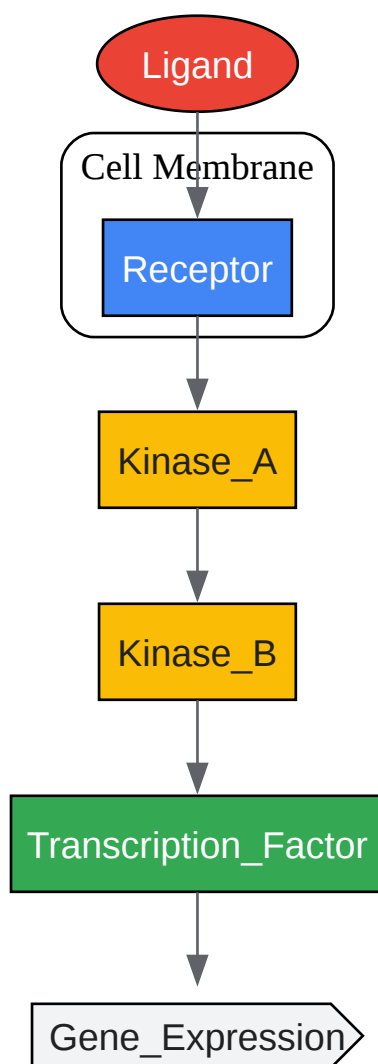 Ligand
Cell Membrane
Receptor
Kinase_A
Kinase_B
Transcription_Factor
Gene_Expression